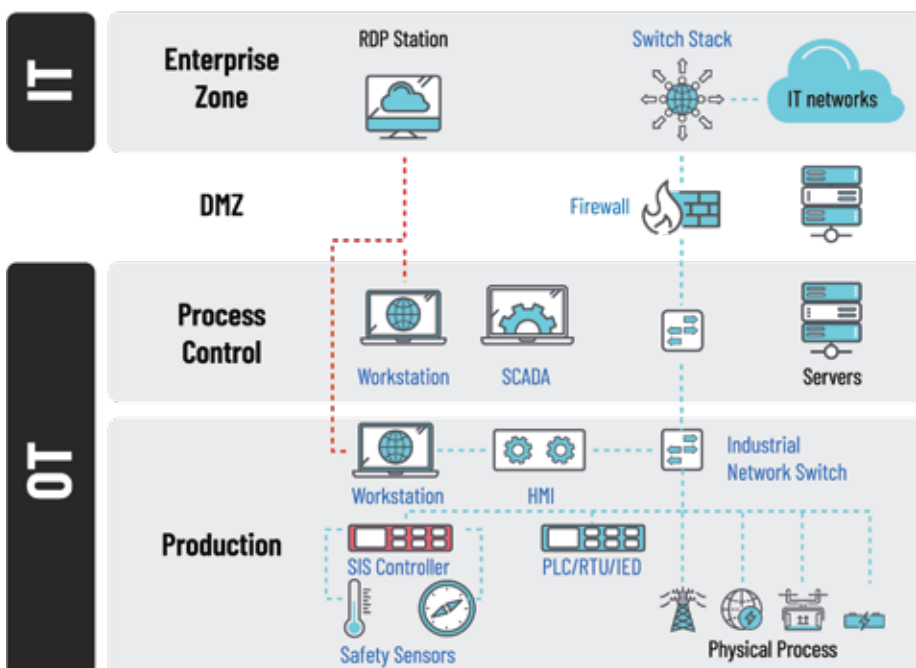 IT
Enterprise
Zone
RDP Station
Switch Stack
IT networks
DMZ
Firewall
OT
Process
Control
Workstation
SCADA
Servers
Production
Workstation
HMI
Industrial
Network Switch
SIS Controller
PLC/RTU/IED
Safety Sensors
Physical Process